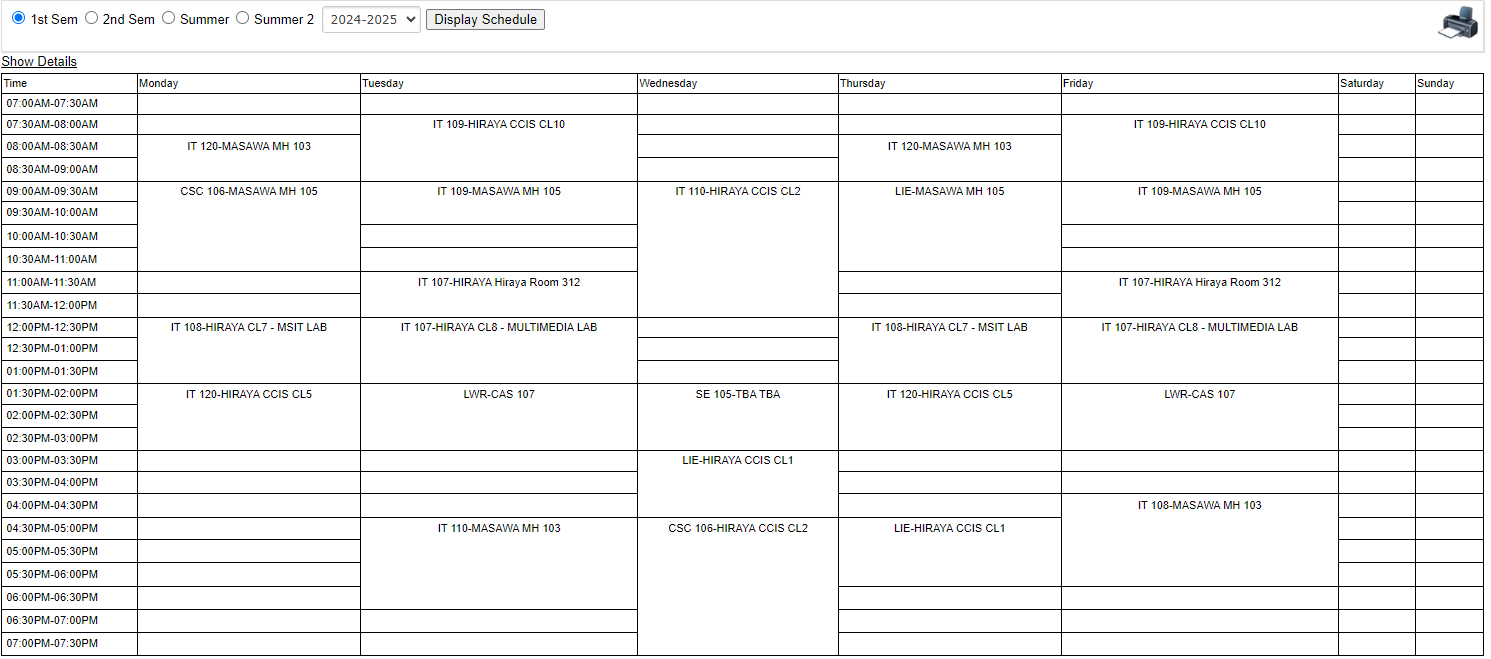 1st Sem 2nd Sem Summer Summer 2 2024-2025 Display Schedule
Show Details
Time Monday Tuesday Wednesday Thursday Friday Saturday Sunday
07:00AM-07:30AM
07:30AM-08:00AM IT 109-HIRAYA CCIS CL10 IT 109-HIRAYA CCIS CL10
08:00AM-08:30AM IT 120-MASAWA MH 103 IT 120-MASAWA MH 103
08:30AM-09:00AM
09:00AM-09:30AM CSC 106-MASAWA MH 105 IT 109-MASAWA MH 105 IT 110-HIRAYA CCIS CL2 LIE-MASAWA MH 105 IT 109-MASAWA MH 105
09:30AM-10:00AM
10:00AM-10:30AM
10:30AM-11:00AM
11:00AM-11:30AM IT 107-HIRAYA Hiraya Room 312 IT 107-HIRAYA Hiraya Room 312
11:30AM-12:00PM
12:00PM-12:30PM IT 108-HIRAYA CL7 - MSIT LAB IT 107-HIRAYA CL8 - MULTIMEDIA LAB IT 108-HIRAYA CL7 - MSIT LAB IT 107-HIRAYA CL8 - MULTIMEDIA LAB
12:30PM-01:00PM
01:00PM-01:30PM
01:30PM-02:00PM IT 120-HIRAYA CCIS CL5 LWR-CAS 107 SE 105-TBA TBA IT 120-HIRAYA CCIS CL5 LWR-CAS 107
02:00PM-02:30PM
02:30PM-03:00PM
03:00PM-03:30PM LIE-HIRAYA CCIS CL1
03:30PM-04:00PM
04:00PM-04:30PM IT 108-MASAWA MH 103
04:30PM-05:00PM IT 110-MASAWA MH 103 CSC 106-HIRAYA CCIS CL2 LIE-HIRAYA CCIS CL1
05:00PM-05:30PM
05:30PM-06:00PM
06:00PM-06:30PM
06:30PM-07:00PM
07:00PM-07:30PM